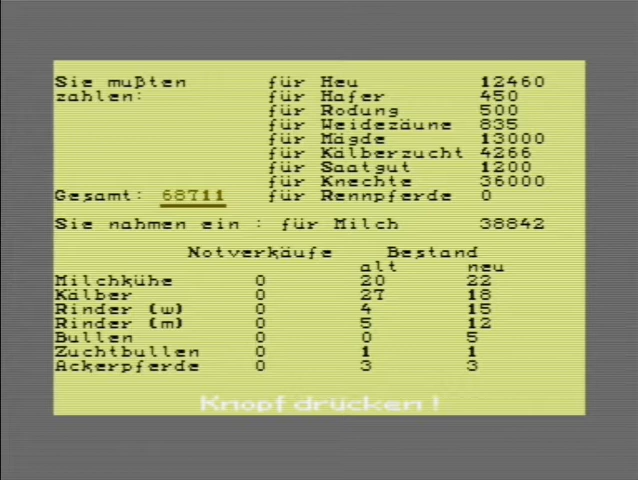 Sie mußten für Heu 12460
zahlen: für Hafer 450
für Rodung 500
für Weidezäune 835
für Mägde 13000
für Kälberzucht 4266
für Saatgut 1200
für Knechte 36000
Gesamt: 68711 für Rennpferde 0
Sie nahmen ein : für Milch 38842
Notverkäufe Bestand
alt neu
Milchkühe 0 20 22
Kälber 0 27 18
Rinder (w) 0 4 15
Rinder (m) 0 5 12
Bullen 0 0 5
Zuchtbullen 0 1 1
Ackerpferde 0 3 3
Knopf drücken !